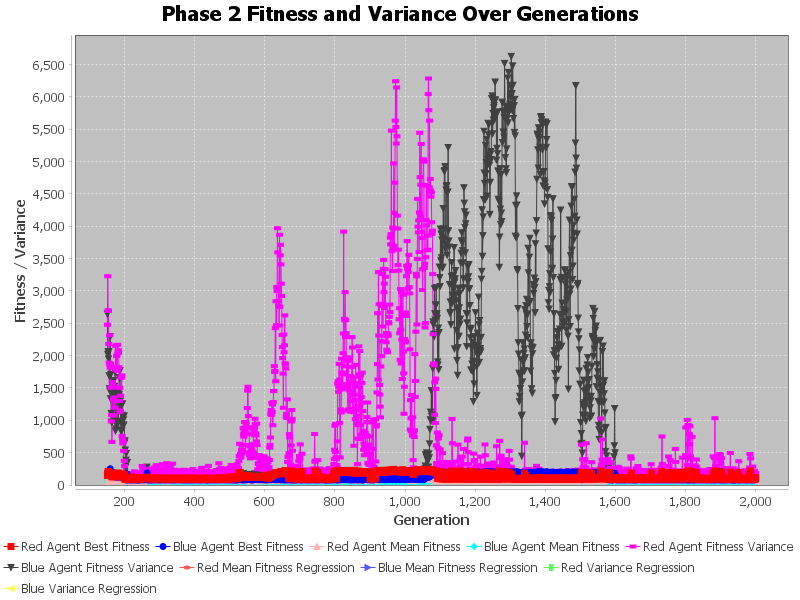 Phase 2 Fitness and Variance Over Generations
Fitness / Variance
6,500
6,000
5,500
5,000
4,500
4,000
3,500
3,000
2,500
2,000
1,500
1,000
500
0
200 400 600 800 1,000 1,200 1,400 1,600 1,800 2,000
Generation
Red Agent Best Fitness Blue Agent Best Fitness Red Agent Mean Fitness Blue Agent Mean Fitness Red Agent Fitness Variance
Blue Agent Fitness Variance Red Mean Fitness Regression Blue Mean Fitness Regression Red Variance Regression
Blue Variance Regression